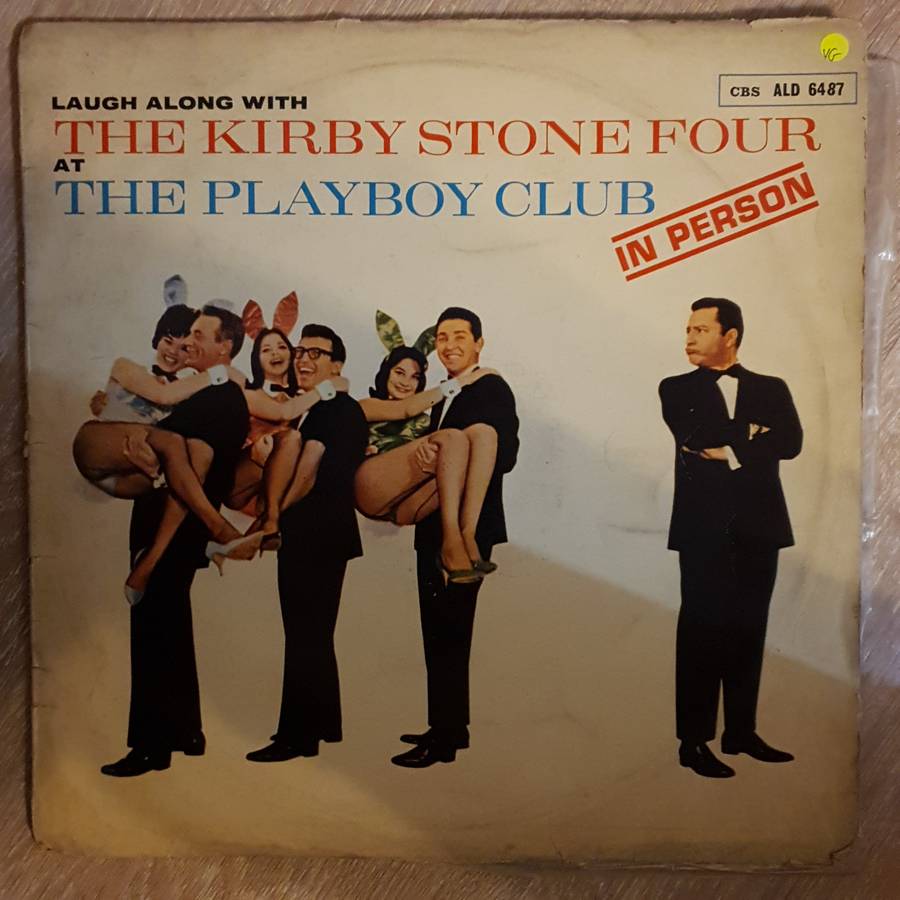 VG-
CBS ALD 6487
LAUGH ALONG WITH
THE KIRBY STONE FOUR
AT
THE PLAYBOY CLUB
IN PERSON